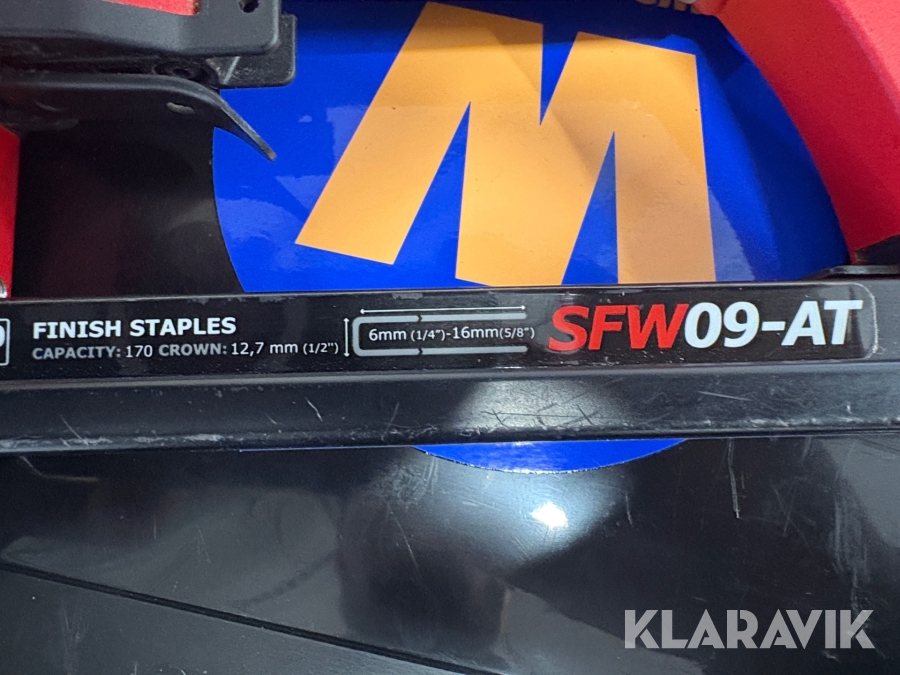 M
FINISH STAPLES
CAPACITY: 170 CROWN: 12,7 mm (1/2")
6mm (1/4")-16mm(5/8")
SFW09-AT
KLARAVIK